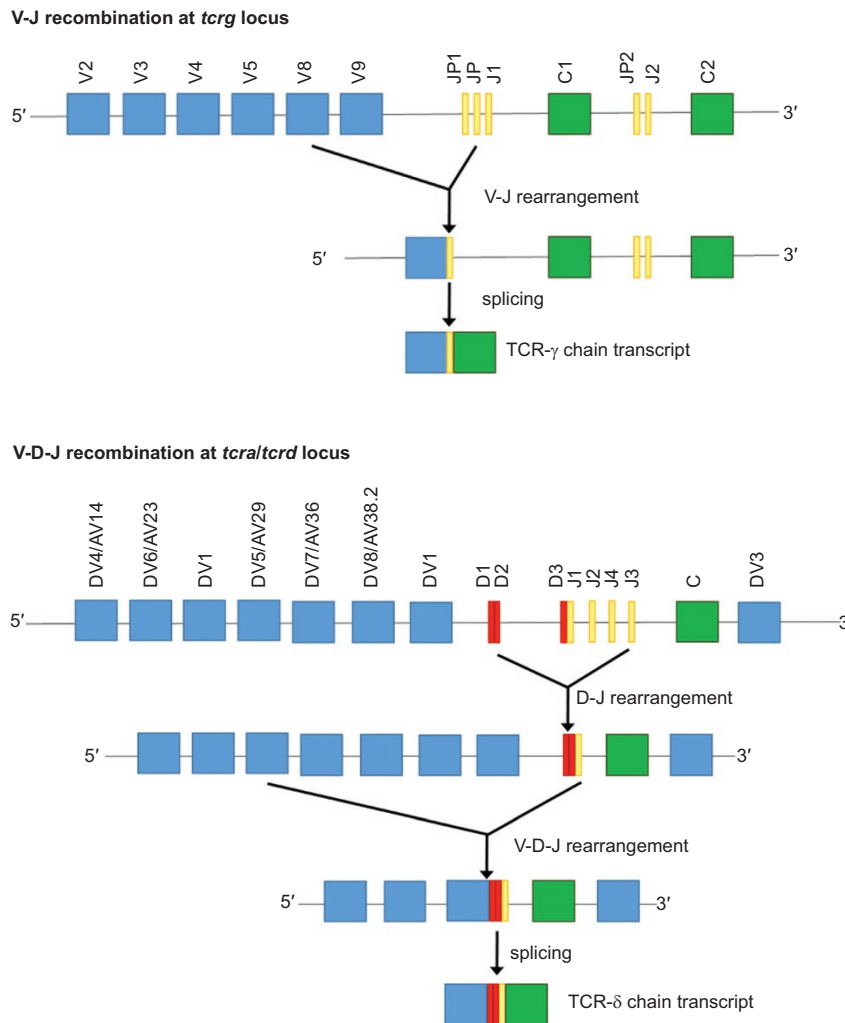 V-J recombination at tcrg locus
V2 V3 V4 V5 V8 V9 JP1 JP J1 C1 JP2 J2 C2
5′ 3′
V-J rearrangement
5′ 3′
splicing
TCR-γ chain transcript
V-D-J recombination at tcra/tcrd locus
DV4/AV14 DV6/AV23 DV1 DV5/AV29 DV7/AV36 DV8/AV38.2 DV1 D1 D2 D3 J1 J2 J4 J3 C DV3
5′ 3
D-J rearrangement
5′ 3′
V-D-J rearrangement
5′ 3′
splicing
TCR-δ chain transcript